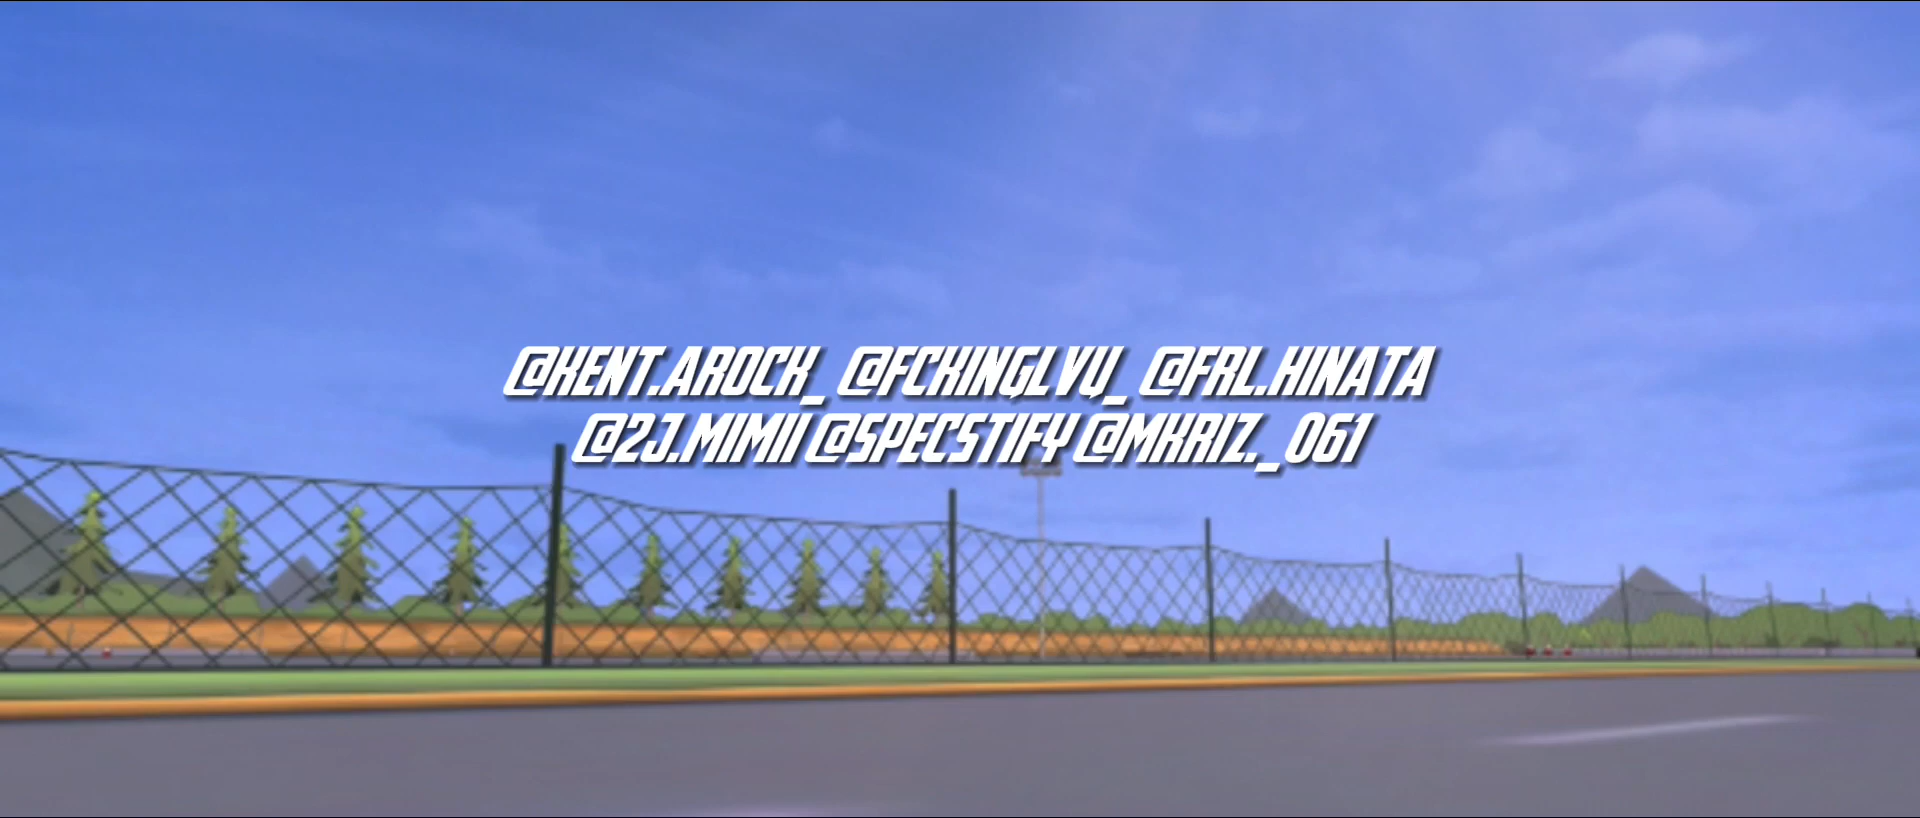 @KENT.AROCK_ @FCKINGLVU_ @FRL.HINATA
@2J.MIMII @SPECSTIFY @MKRIZ._061